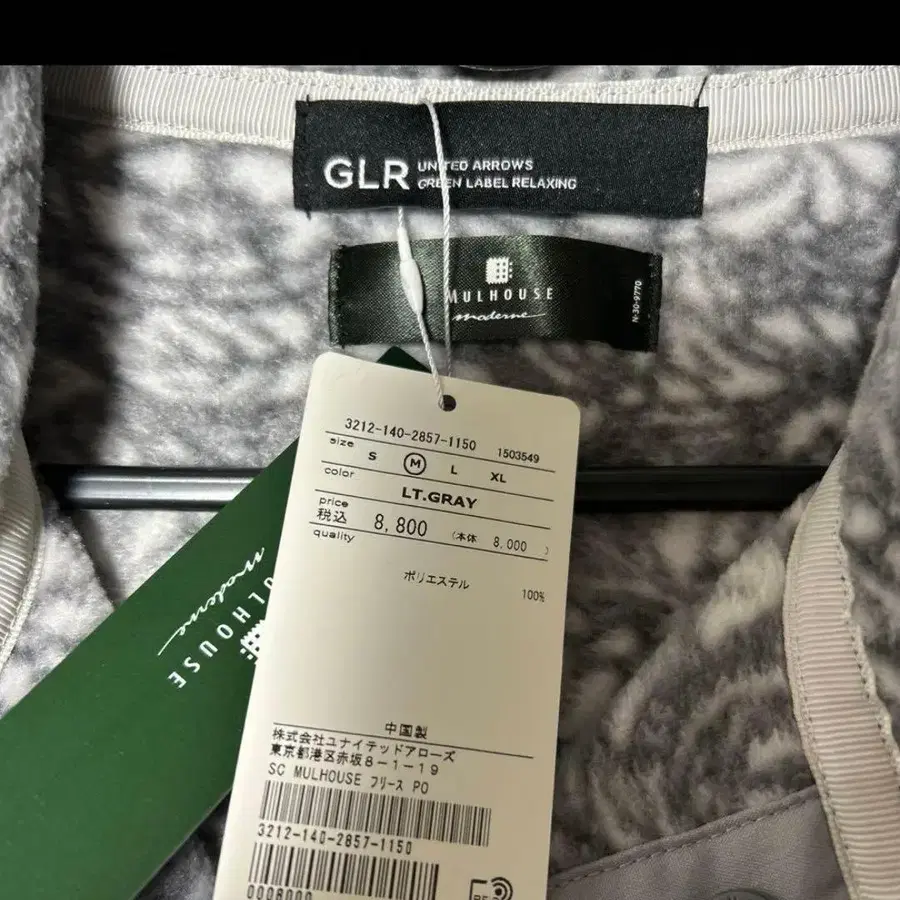 GLR UNITED ARROWS
GREEN LABEL RELAXING
MULHOUSE
moderne
N-30-9770
3212-140-2857-1150 1503549
size
S M L XL
color
LT.GRAY
price
税込 8,800 (本体 8,000 )
quality
ポリエステル 100%
中国製
株式会社ユナイテッドアローズ
東京都港区赤坂8-1-19
SC MULHOUSE フリース PO
3212-140-2857-1150
0008000
MULHOUSE
moderne